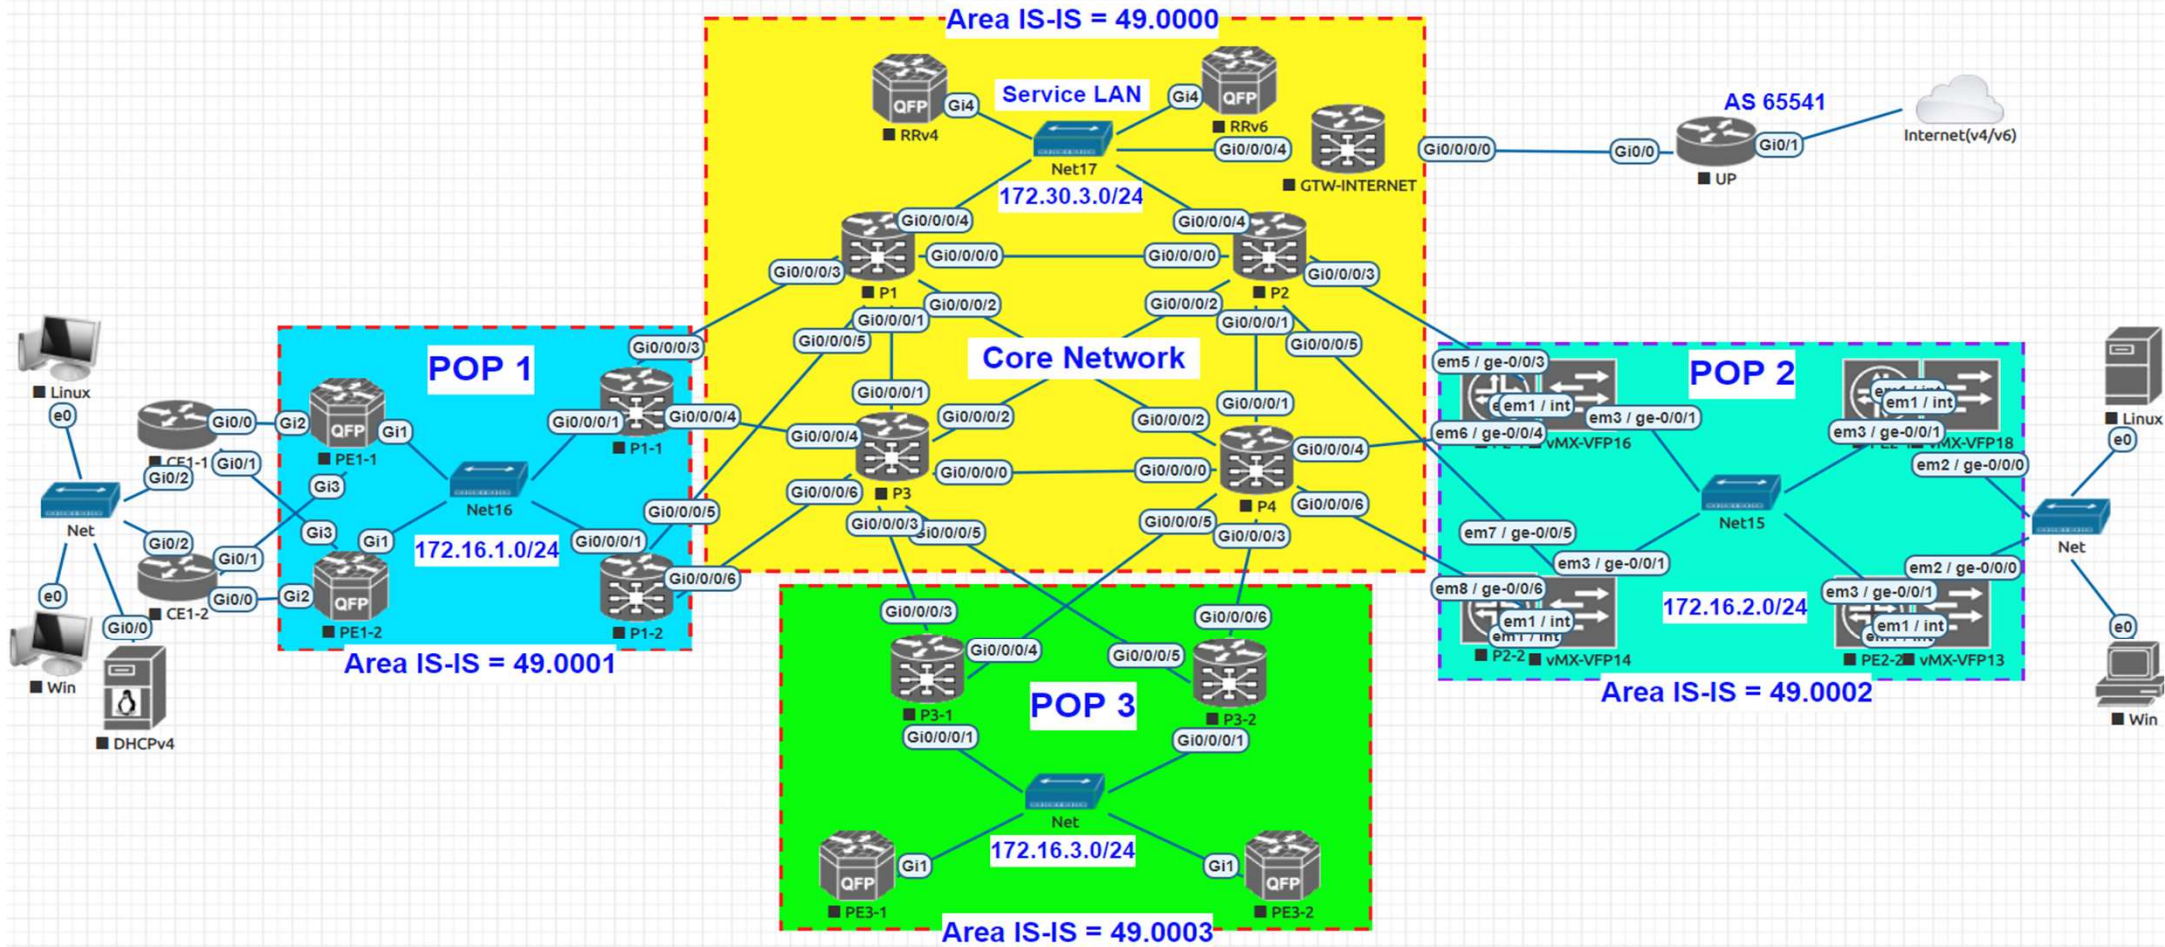 Area IS-IS = 49.0000
RRv4
Gi4
Service LAN
Gi4
RRv6
Net17
172.30.3.0/24
Gi0/0/0/4
GTW-INTERNET
Gi0/0/0/0
Gi0/0
UP
Gi0/1
AS 65541
Internet(v4/v6)
Gi0/0/0/4
Gi0/0/0/4
Gi0/0/0/3
P1
Gi0/0/0/0
Gi0/0/0/0
P2
Gi0/0/0/3
Gi0/0/0/2
Gi0/0/0/2
Gi0/0/0/1
Gi0/0/0/1
Gi0/0/0/5
Gi0/0/0/5
Core Network
Gi0/0/0/1
Gi0/0/0/1
Gi0/0/0/2
Gi0/0/0/2
Gi0/0/0/4
Gi0/0/0/4
P3
Gi0/0/0/0
Gi0/0/0/0
P4
Gi0/0/0/6
Gi0/0/0/6
Gi0/0/0/3
Gi0/0/0/5
Gi0/0/0/5
Gi0/0/0/3
Linux
e0
Net
e0
Win
Gi0/0
DHCPv4
CE1-1
Gi0/0
Gi0/1
Gi0/2
Gi0/2
Gi0/1
Gi0/0
CE1-2
POP 1
Gi2
QFP
PE1-1
Gi1
Gi3
Gi3
Gi1
Gi2
QFP
PE1-2
Net16
172.16.1.0/24
Gi0/0/0/3
Gi0/0/0/1
P1-1
Gi0/0/0/4
Gi0/0/0/5
Gi0/0/0/1
Gi0/0/0/6
P1-2
Area IS-IS = 49.0001
POP 2
em5 / ge-0/0/3
em1 / int
em6 / ge-0/0/4
vMX-VFP16
em3 / ge-0/0/1
em1 / int
em1 / int
em3 / ge-0/0/1
vMX-VFP18
em2 / ge-0/0/0
Net15
em7 / ge-0/0/5
em3 / ge-0/0/1
em8 / ge-0/0/6
em1 / int
em1 / int
P2-2
vMX-VFP14
172.16.2.0/24
em2 / ge-0/0/0
em3 / ge-0/0/1
em1 / int
PE2-2
vMX-VFP13
Area IS-IS = 49.0002
Linux
e0
Net
e0
Win
Gi0/0/0/3
P3-1
Gi0/0/0/4
Gi0/0/0/1
Gi0/0/0/6
Gi0/0/0/5
P3-2
Gi0/0/0/1
POP 3
Net
172.16.3.0/24
QFP
Gi1
PE3-1
Gi1
QFP
PE3-2
Area IS-IS = 49.0003
QFP
QFP